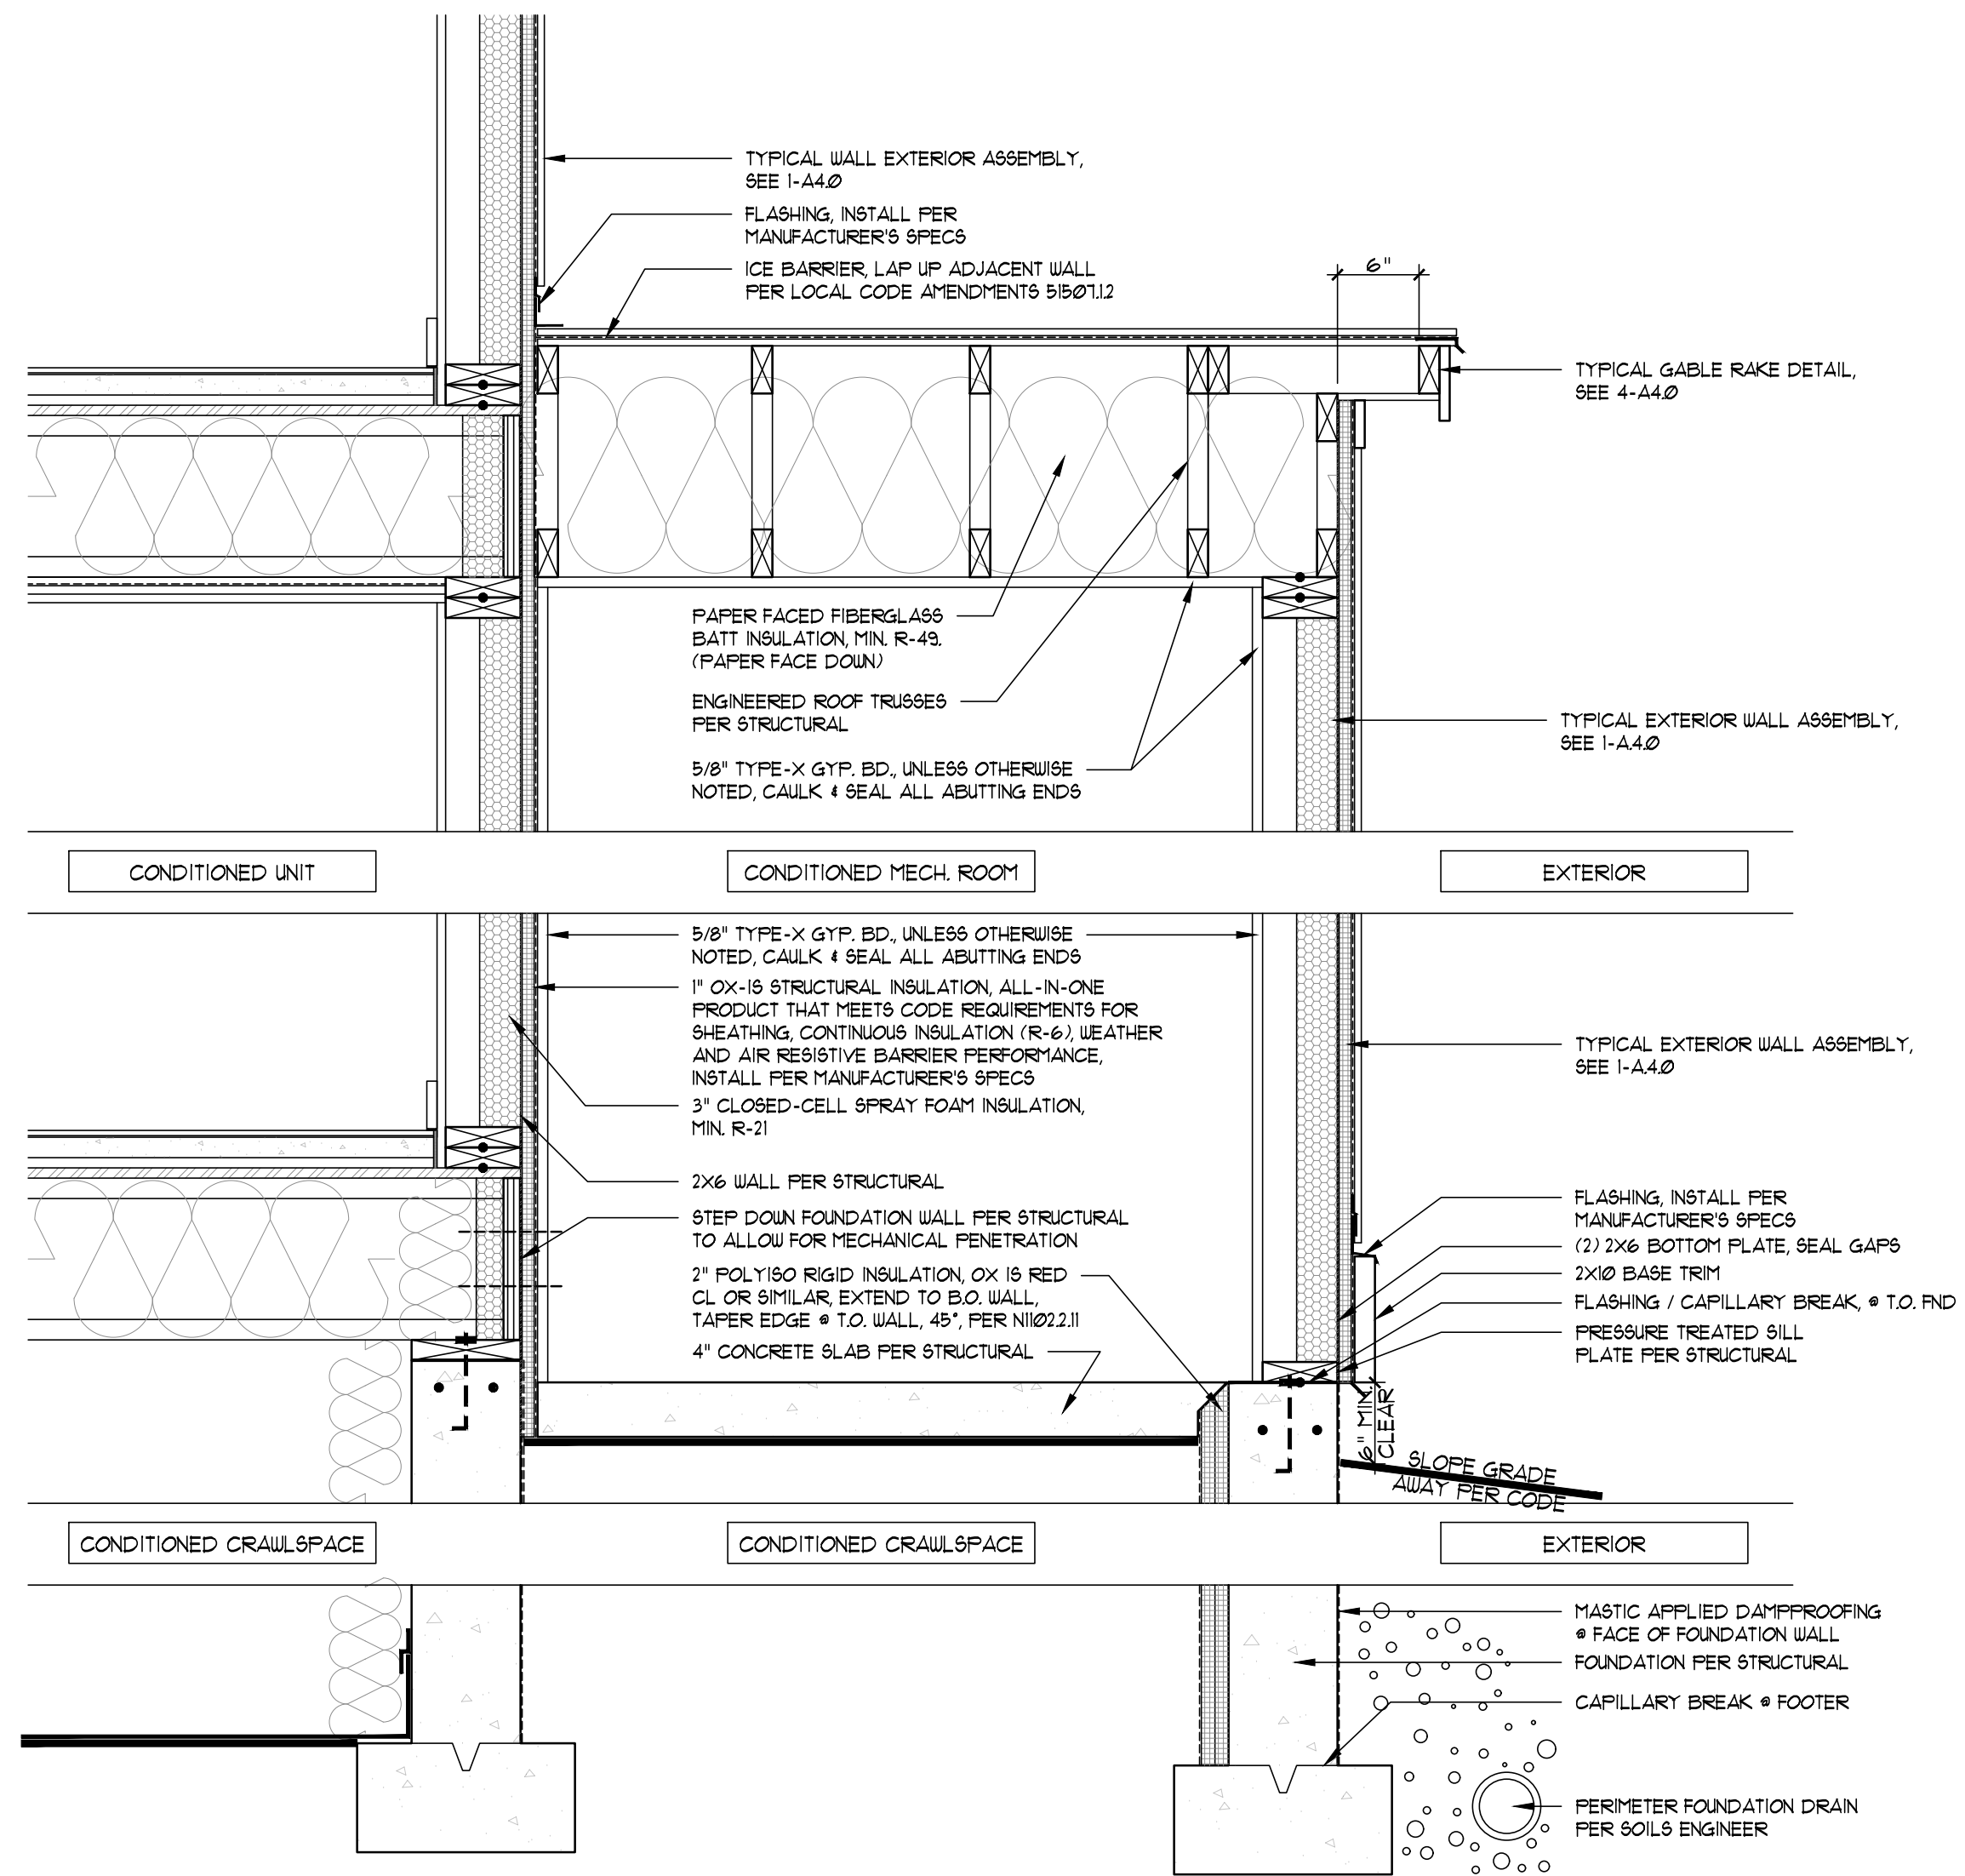 TYPICAL WALL EXTERIOR ASSEMBLY,
SEE 1-A4.0
FLASHING, INSTALL PER
MANUFACTURER'S SPECS
ICE BARRIER, LAP UP ADJACENT WALL
PER LOCAL CODE AMENDMENTS 51507.1.2
6"
TYPICAL GABLE RAKE DETAIL,
SEE 4-A4.0
PAPER FACED FIBERGLASS
BATT INSULATION, MIN. R-49.
(PAPER FACE DOWN)
ENGINEERED ROOF TRUSSES
PER STRUCTURAL
5/8" TYPE-X GYP. BD., UNLESS OTHERWISE
NOTED, CAULK & SEAL ALL ABUTTING ENDS
TYPICAL EXTERIOR WALL ASSEMBLY,
SEE 1-A.4.0
CONDITIONED UNIT
CONDITIONED MECH. ROOM
EXTERIOR
5/8" TYPE-X GYP. BD., UNLESS OTHERWISE
NOTED, CAULK & SEAL ALL ABUTTING ENDS
1" OX-IS STRUCTURAL INSULATION, ALL-IN-ONE
PRODUCT THAT MEETS CODE REQUIREMENTS FOR
SHEATHING, CONTINUOUS INSULATION (R-6), WEATHER
AND AIR RESISTIVE BARRIER PERFORMANCE,
INSTALL PER MANUFACTURER'S SPECS
3" CLOSED-CELL SPRAY FOAM INSULATION,
MIN. R-21
2X6 WALL PER STRUCTURAL
STEP DOWN FOUNDATION WALL PER STRUCTURAL
TO ALLOW FOR MECHANICAL PENETRATION
2" POLYISO RIGID INSULATION, OX IS RED
CL OR SIMILAR, EXTEND TO B.O. WALL,
TAPER EDGE @ T.O. WALL, 45°, PER N1102.2.11
4" CONCRETE SLAB PER STRUCTURAL
TYPICAL EXTERIOR WALL ASSEMBLY,
SEE 1-A.4.0
FLASHING, INSTALL PER
MANUFACTURER'S SPECS
(2) 2X6 BOTTOM PLATE, SEAL GAPS
2X10 BASE TRIM
FLASHING / CAPILLARY BREAK, @ T.O. FND
PRESSURE TREATED SILL
PLATE PER STRUCTURAL
6" MIN.
CLEAR
SLOPE GRADE
AWAY PER CODE
CONDITIONED CRAWLSPACE
CONDITIONED CRAWLSPACE
EXTERIOR
MASTIC APPLIED DAMPPROOFING
@ FACE OF FOUNDATION WALL
FOUNDATION PER STRUCTURAL
CAPILLARY BREAK @ FOOTER
PERIMETER FOUNDATION DRAIN
PER SOILS ENGINEER